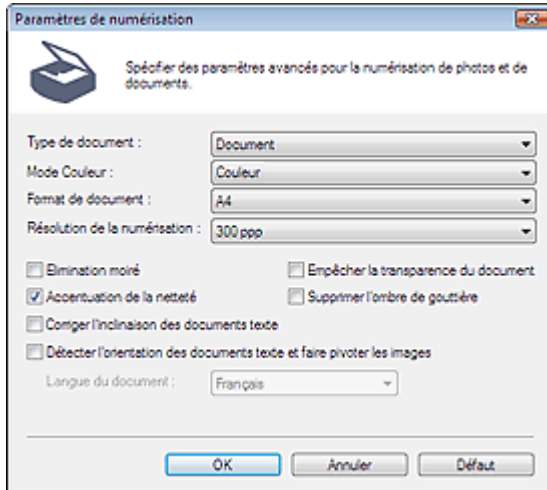 Paramètres de numérisation
Spécifier des paramètres avancés pour la numérisation de photos et de
documents.
Type de document : Document
Mode Couleur : Couleur
Format de document : A4
Résolution de la numérisation : 300 ppp
Elimination moiré Empêcher la transparence du document
Accentuation de la netteté Supprimer l'ombre de gouttière
Corriger l'inclinaison des documents texte
Détecter l'orientation des documents texte et faire pivoter les images
Langue du document : Français
OK Annuler Défaut